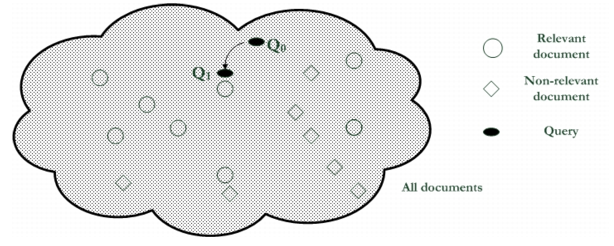 Q0
Q1
Relevant
document
Non-relevant
document
Query
All documents